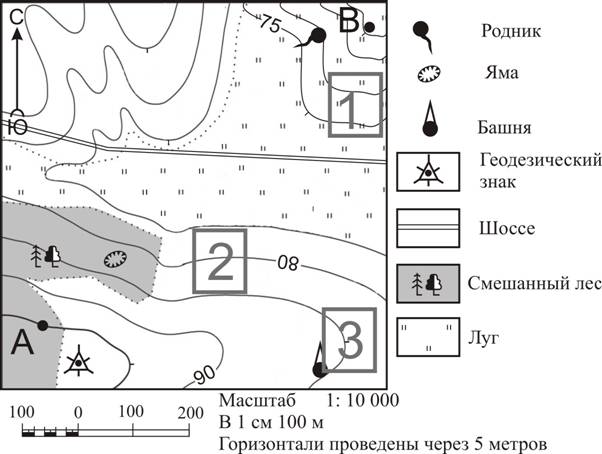 С
Ю
75
В
1
2
80
3
А
90
Родник
Яма
Башня
Геодезический
знак
Шоссе
Смешанный лес
Луг
100 0 100 200
Масштаб 1: 10 000
В 1 см 100 м
Горизонтали проведены через 5 метров